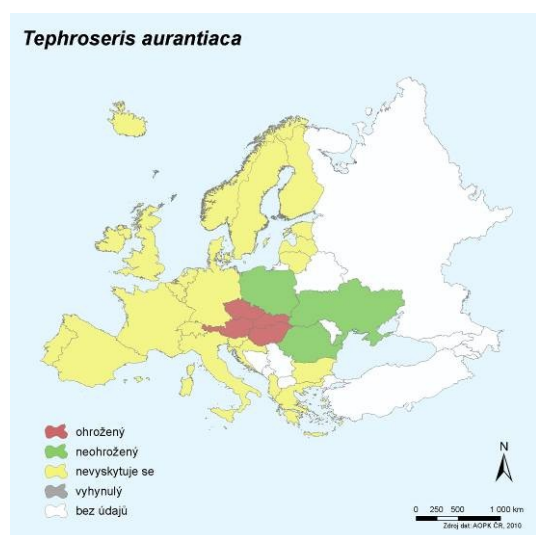 Tephroseris aurantiaca
ohrožený
neohrožený
nevyskytuje se
vyhynulý
bez údajů
N
0 250 500 1 000 km
Zdroj dat: AOPK ČR, 2010